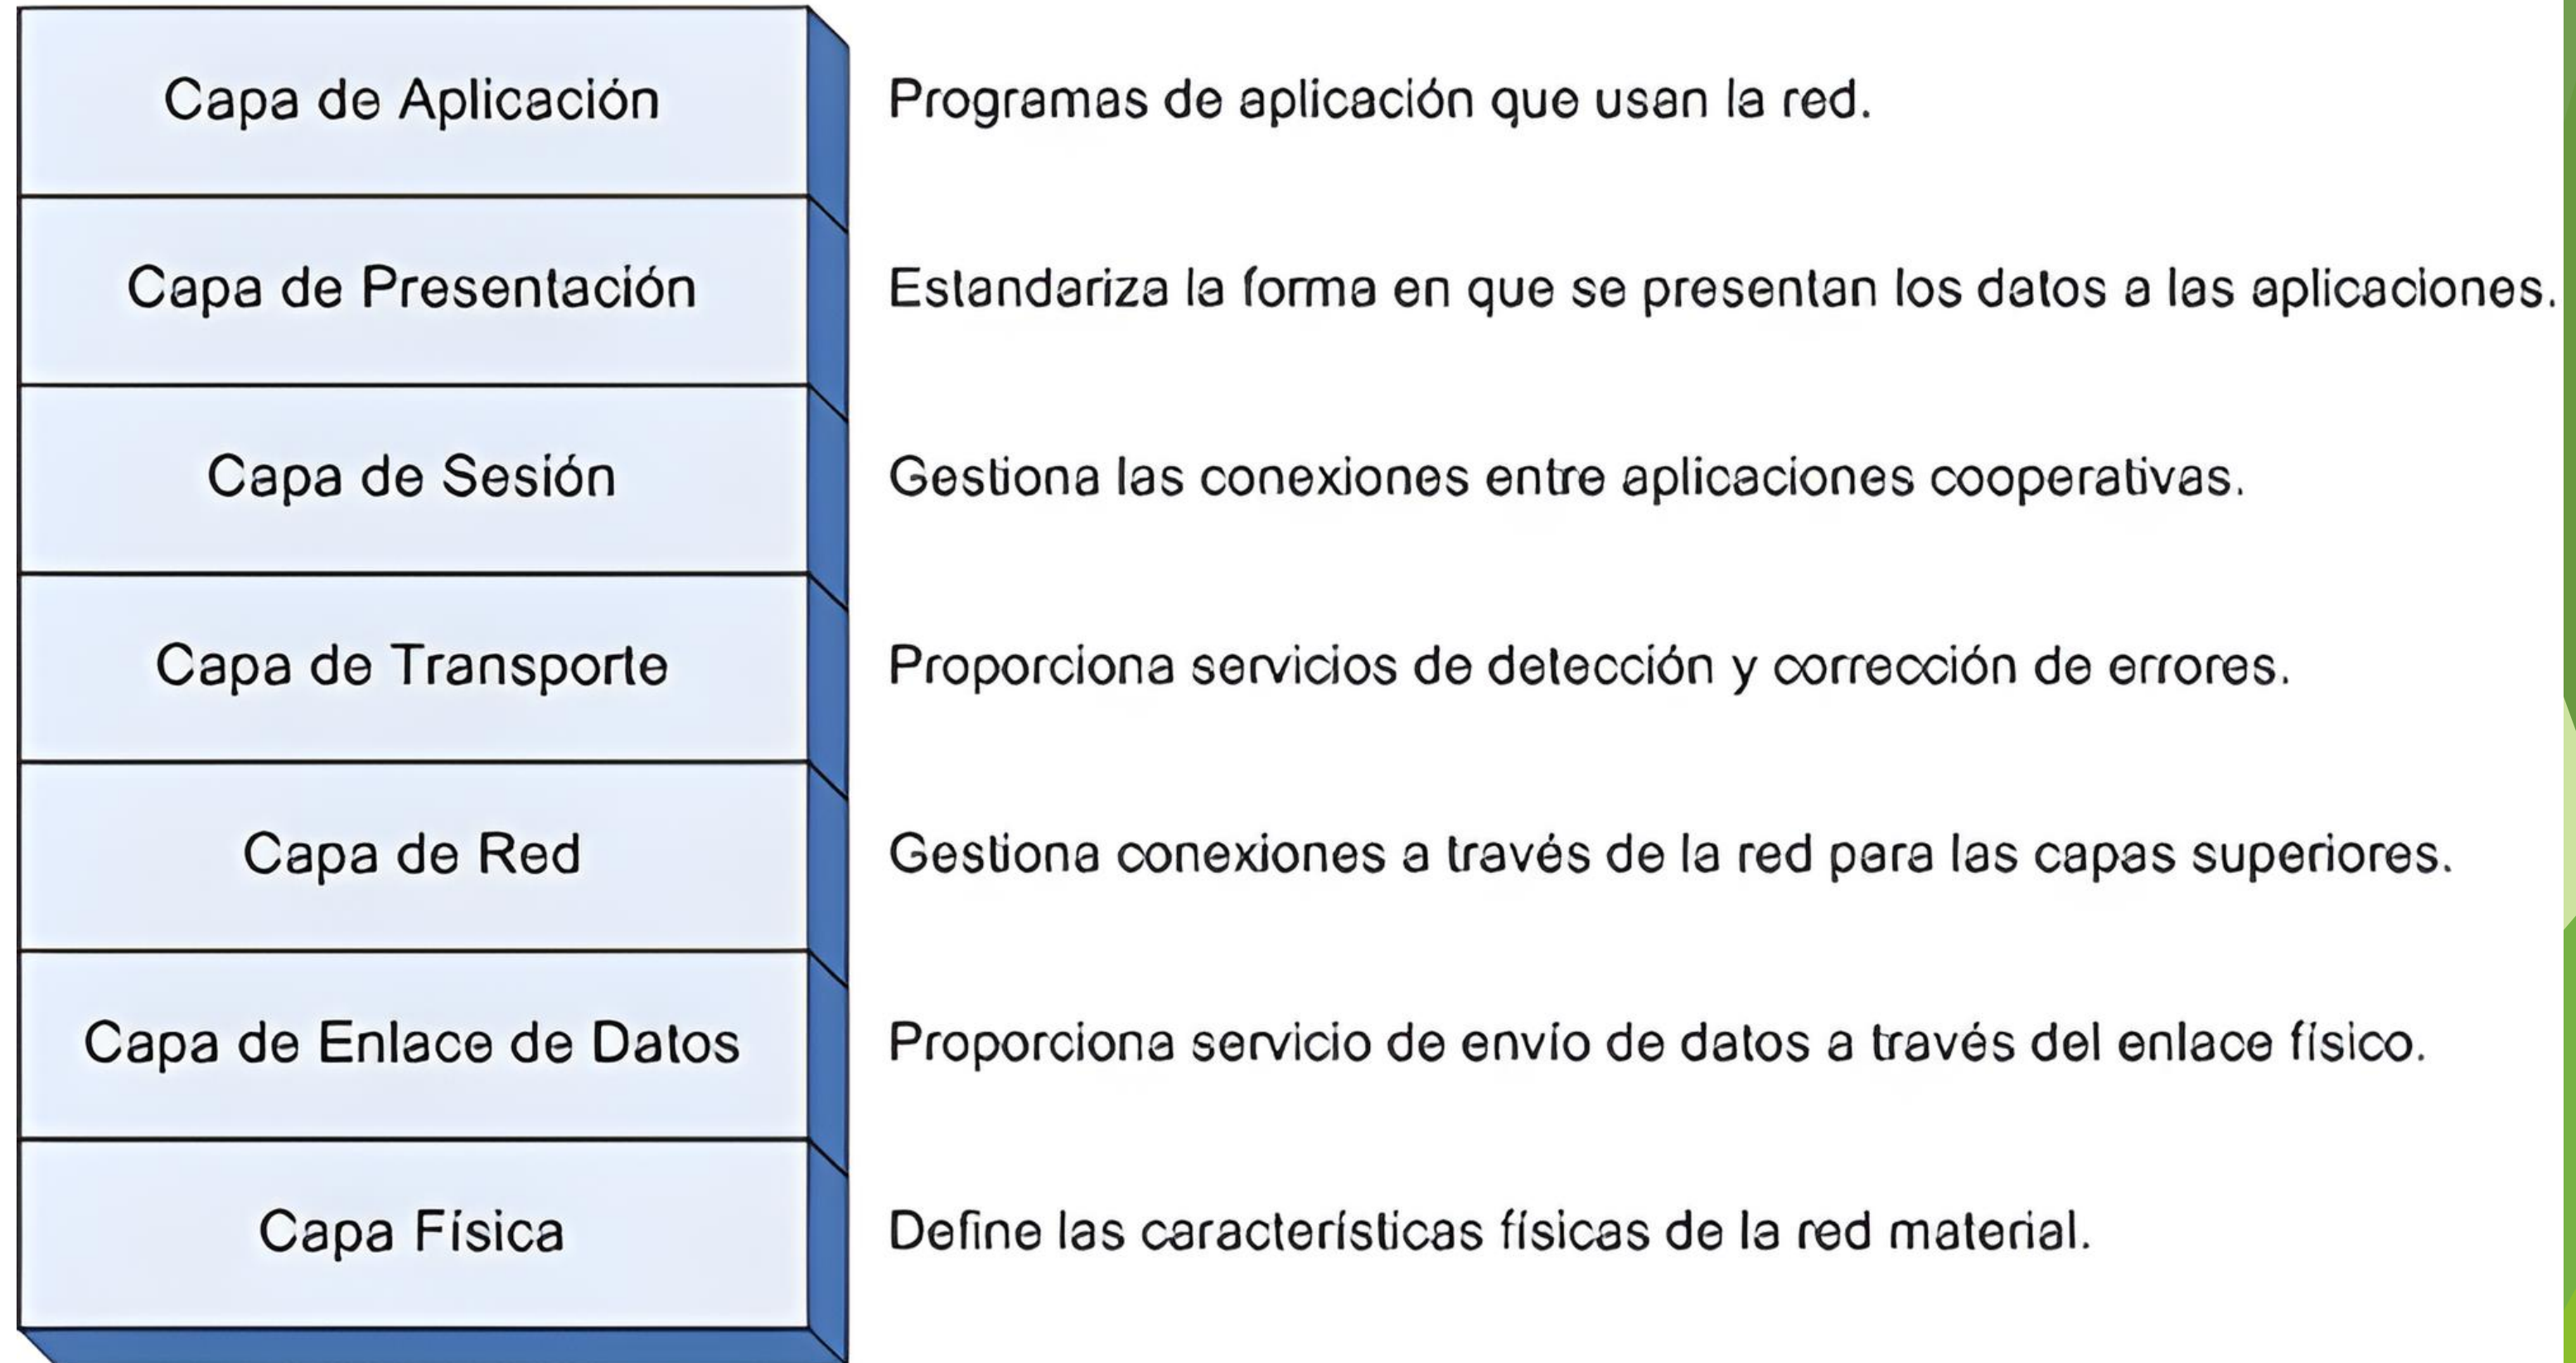 Capa de Aplicación
Programas de aplicación que usan la red.
Capa de Presentación
Estandariza la forma en que se presentan los datos a las aplicaciones.
Capa de Sesión
Gestiona las conexiones entre aplicaciones cooperativas.
Capa de Transporte
Proporciona servicios de detección y corrección de errores.
Capa de Red
Gestiona conexiones a través de la red para las capas superiores.
Capa de Enlace de Datos
Proporciona servicio de envío de datos a través del enlace físico.
Capa Física
Define las características físicas de la red material.